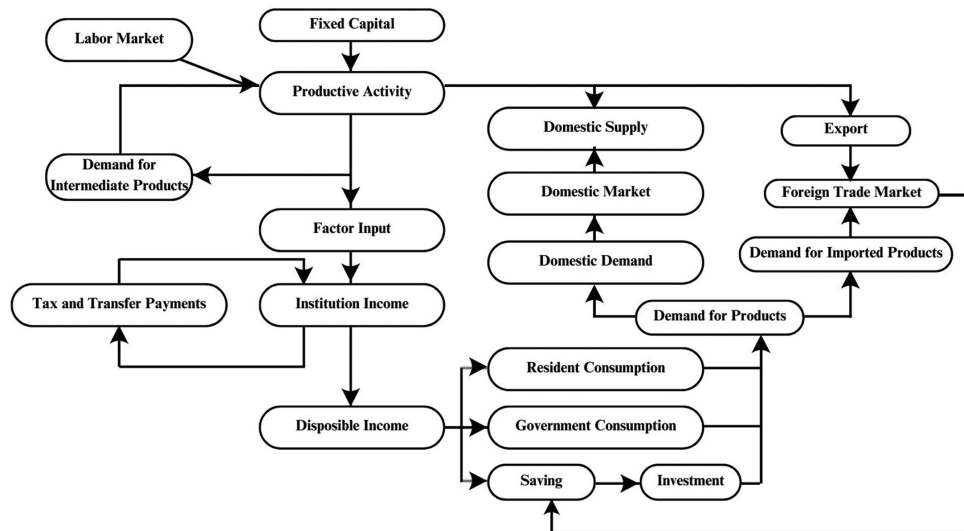 Fixed Capital
Labor Market
Productive Activity
Domestic Supply
Export
Demand for
Intermediate Products
Domestic Market
Foreign Trade Market
Factor Input
Domestic Demand
Demand for Imported Products
Tax and Transfer Payments
Institution Income
Demand for Products
Resident Consumption
Disposible Income
Government Consumption
Saving
Investment